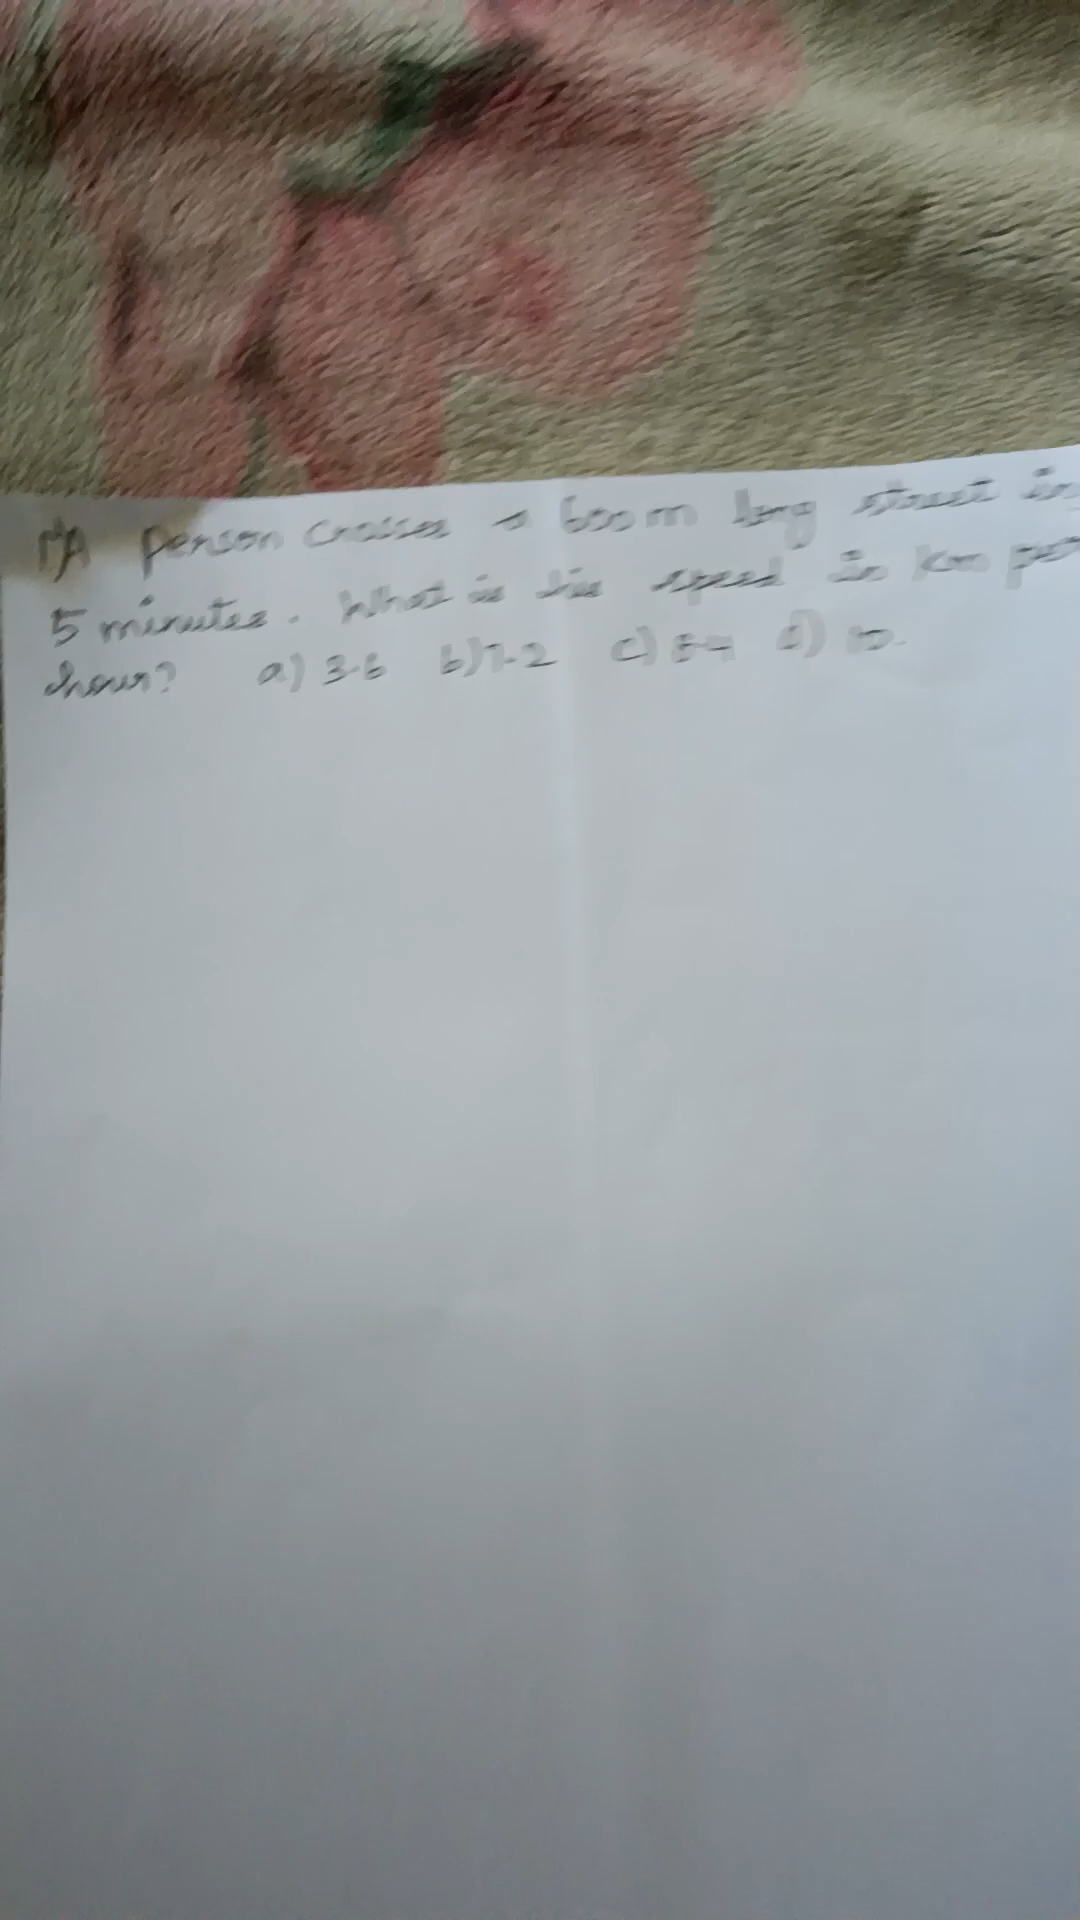 1) A person crosses a 600 m long street in
5 minutes. What is his speed in km per
hour? a) 3.6 b) 7.2 c) 8.4 d) 10.